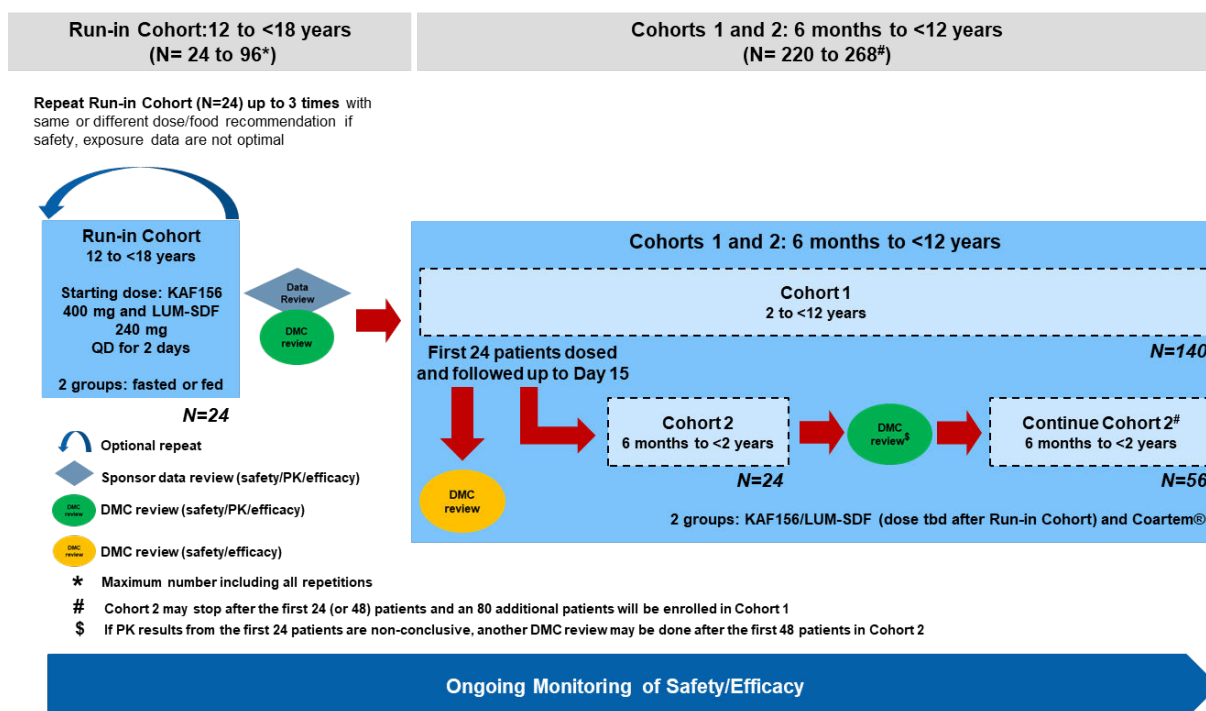 Run-in Cohort:12 to <18 years
(N= 24 to 96*)
Cohorts 1 and 2: 6 months to <12 years
(N= 220 to 268#)
Repeat Run-in Cohort (N=24) up to 3 times with
same or different dose/food recommendation if
safety, exposure data are not optimal
Run-in Cohort
12 to <18 years
Starting dose: KAF156
400 mg and LUM-SDF
240 mg
QD for 2 days
2 groups: fasted or fed
N=24
Data
Review
DMC
review
Cohorts 1 and 2: 6 months to <12 years
Cohort 1
2 to <12 years
N=140
First 24 patients dosed
and followed up to Day 15
DMC
review
Cohort 2
6 months to <2 years
N=24
DMC
review$
Continue Cohort 2#
6 months to <2 years
N=56
2 groups: KAF156/LUM-SDF (dose tbd after Run-in Cohort) and Coartem®
Optional repeat
Sponsor data review (safety/PK/efficacy)
DMC
review
DMC review (safety/PK/efficacy)
DMC
review
DMC review (safety/efficacy)
* Maximum number including all repetitions
# Cohort 2 may stop after the first 24 (or 48) patients and an 80 additional patients will be enrolled in Cohort 1
$ If PK results from the first 24 patients are non-conclusive, another DMC review may be done after the first 48 patients in Cohort 2
Ongoing Monitoring of Safety/Efficacy